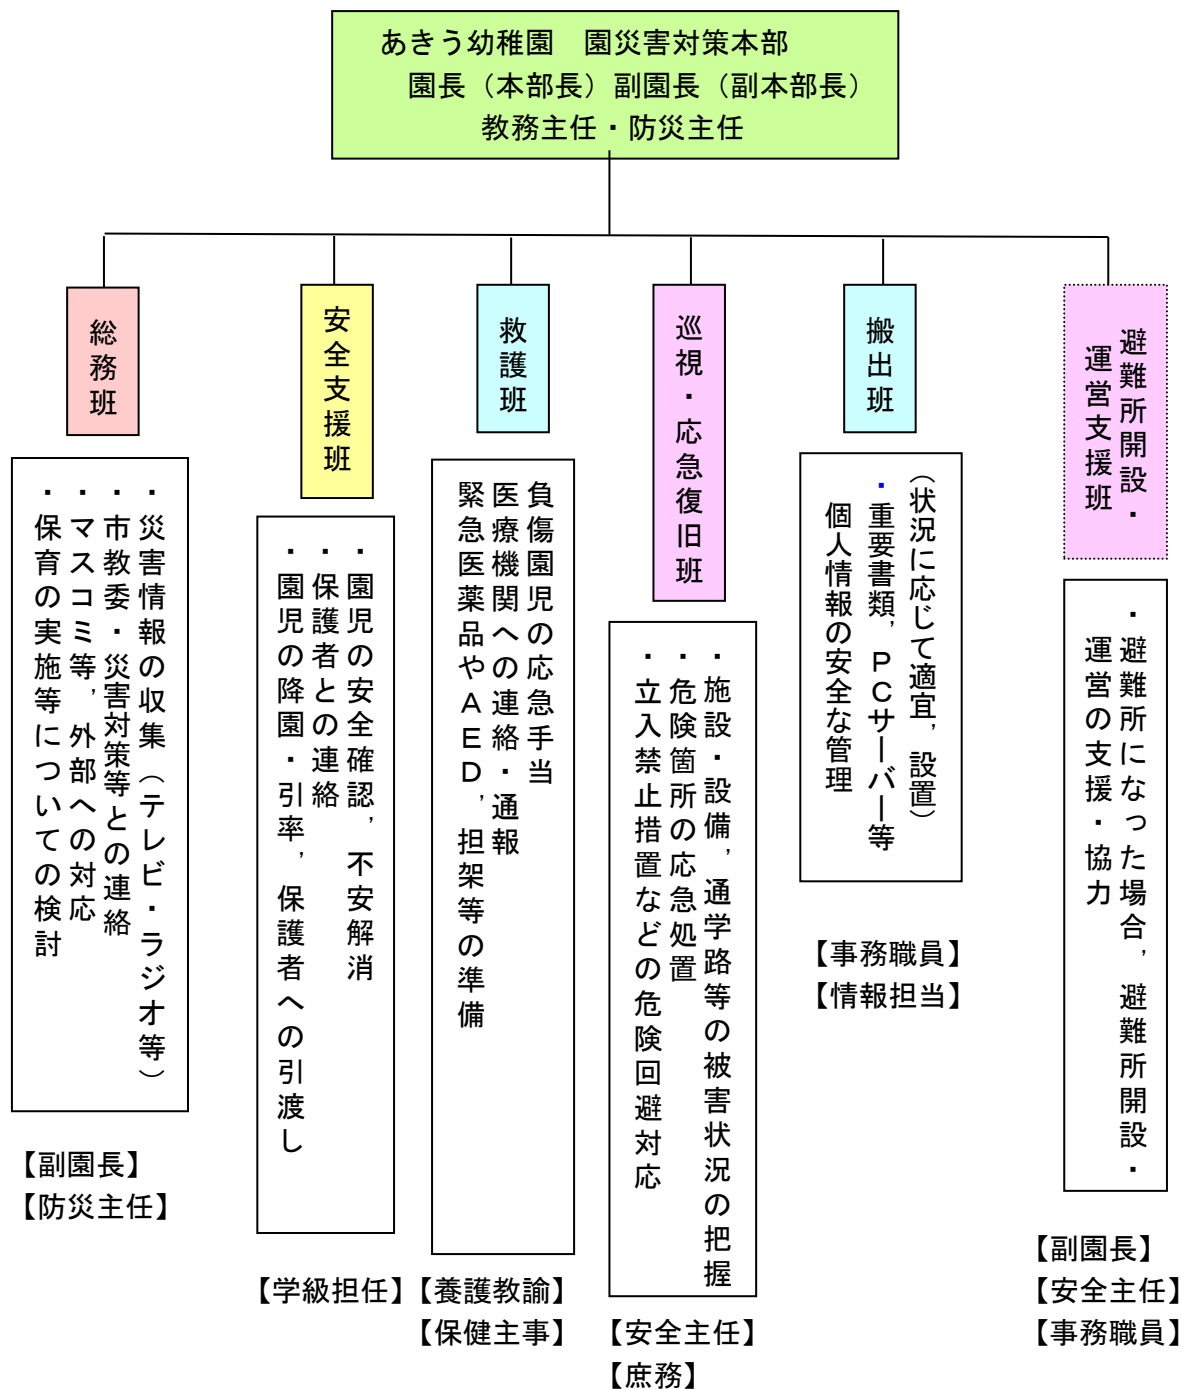 あきう幼稚園　園災害対策本部
園長（本部長）副園長（副本部長）
教務主任・防災主任
総務班
・災害情報の収集（テレビ・ラジオ等）
・市教委・災害対策等との連絡
・マスコミ等，外部への対応
・保育の実施等についての検討
【副園長】
【防災主任】
安全支援班
・園児の安全確認，不安解消
・保護者との連絡
・園児の降園・引率，保護者への引渡し
【学級担任】
救護班
負傷園児の応急手当
医療機関への連絡・通報
緊急医薬品やＡＥＤ，担架等の準備
【養護教諭】
【保健主事】
巡視・応急復旧班
・施設・設備，通学路等の被害状況の把握
・危険箇所の応急処置
・立入禁止措置などの危険回避対応
【安全主任】
【庶務】
搬出班
（状況に応じて適宜，設置）
・重要書類，ＰＣサーバー等
個人情報の安全な管理
【事務職員】
【情報担当】
避難所開設・
運営支援班
・避難所になった場合，避難所開設・
運営の支援・協力
【副園長】
【安全主任】
【事務職員】